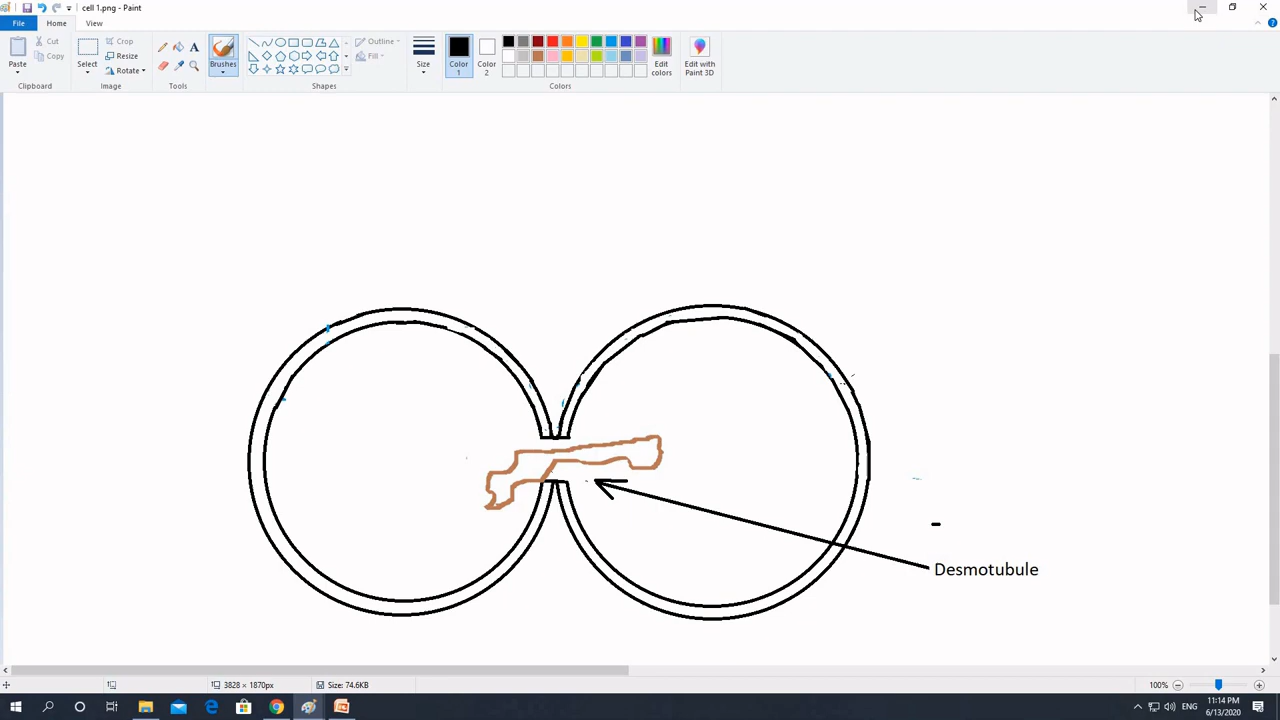 cell 1.png - Paint
File
Home
View
Paste
Cut
Copy
Clipboard
Select
Crop
Resize
Rotate
Image
A
Tools
Brushes
Outline
Fill
Shapes
Size
Color
1
Color
2
Edit
colors
Edit with
Paint 3D
Colors
Desmotubule
3828 × 1870px
Size: 74.6KB
100%
ENG
11:14 PM
6/13/2020